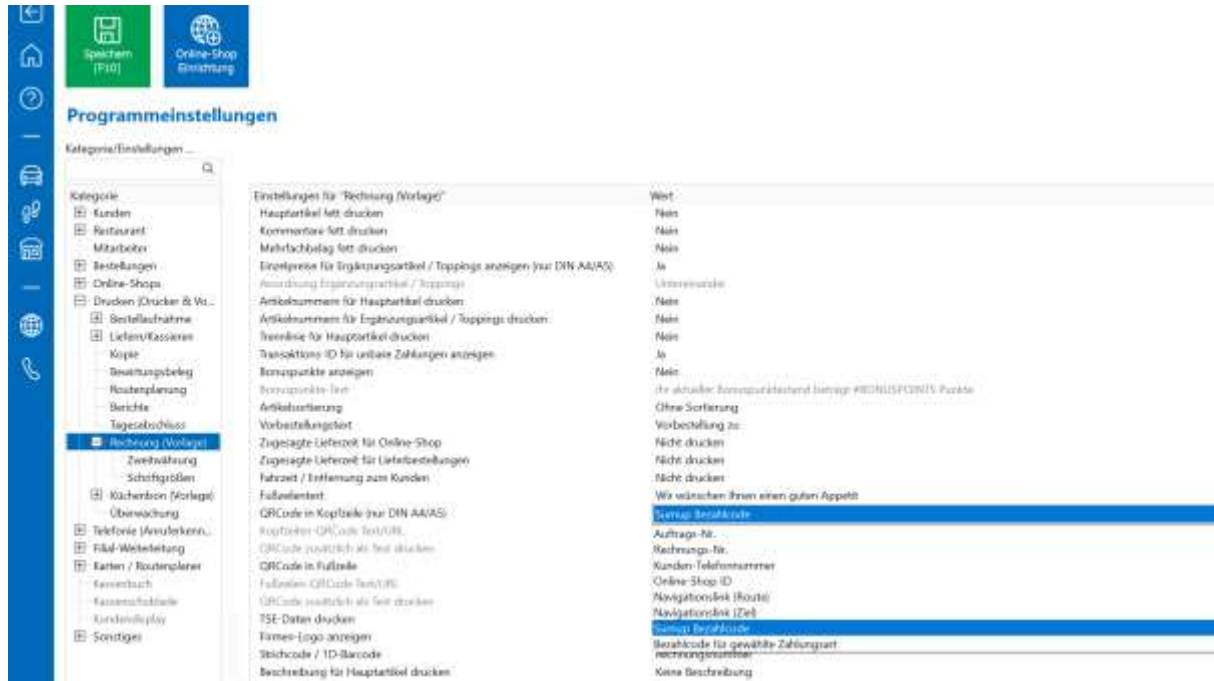 Speichern
[F10]
Online-Shop
Einrichtung
Programmeinstellungen
Kategorie/Einstellungen ...
Kategorie
Kunden
Restaurant
Mitarbeiter
Bestellungen
Online-Shops
Drucken (Drucker & Vo...
Bestellaufnahme
Liefern/Kassieren
Kopie
Bewirtungsbeleg
Routenplanung
Berichte
Tagesabschluss
Rechnung (Vorlage)
Zweitwährung
Schriftgrößen
Küchenbon (Vorlage)
Überwachung
Telefonie (Anruferkenn...
Filial-Weiterleitung
Karten / Routenplaner
Kassenbuch
Kassenschublade
Kundendisplay
Sonstiges
Einstellungen für "Rechnung (Vorlage)" Wert
Hauptartikel fett drucken Nein
Kommentare fett drucken Nein
Mehrfachbelag fett drucken Nein
Einzelpreise für Ergänzungsartikel / Toppings anzeigen (nur DIN A4/A5) Ja
Anordnung Ergänzungsartikel / Toppings Untereinander
Artikelnummern für Hauptartikel drucken Nein
Artikelnummern für Ergänzungsartikel / Toppings drucken Nein
Trennlinie für Hauptartikel drucken Nein
Transaktions-ID für unbare Zahlungen anzeigen Ja
Bonuspunkte anzeigen Nein
Bonuspunkte-Text Ihr aktueller Bonuspunktestand beträgt #BONUSPOINTS Punkte
Artikelsortierung Ohne Sortierung
Vorbestellungstext Vorbestellung zu
Zugesagte Lieferzeit für Online-Shop Nicht drucken
Zugesagte Lieferzeit für Lieferbestellungen Nicht drucken
Fahrzeit / Entfernung zum Kunden Nicht drucken
Fußzeilentext Wir wünschen Ihnen einen guten Appetit
QRCode in Kopfzeile (nur DIN A4/A5) Sumup Bezahlcode
Kopfzeilen-QRCode Text/URL Auftrags-Nr.
QRCode zusätzlich als Text drucken Rechnungs-Nr.
QRCode in Fußzeile Kunden-Telefonnummer
Fußzeilen-QRCode Text/URL Online-Shop ID
QRCode zusätzlich als Text drucken Navigationslink (Route)
TSE-Daten drucken Navigationslink (Ziel)
Firmen-Logo anzeigen Sumup Bezahlcode
Strichcode / 1D-Barcode Bezahlcode für gewählte Zahlungsart
Rechnungsnummer
Beschreibung für Hauptartikel drucken Keine Beschreibung